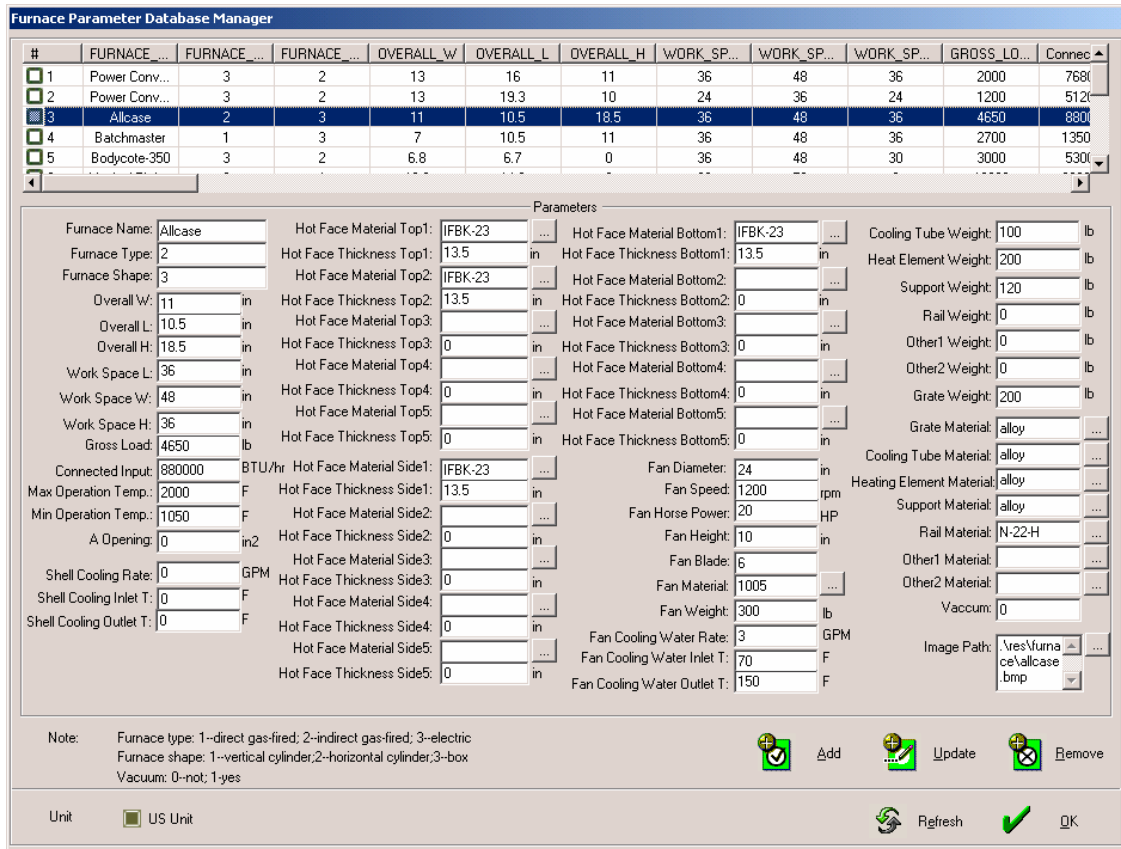 Furnace Parameter Database Manager
# FURNACE_... FURNACE_... FURNACE_... OVERALL_W OVERALL_L OVERALL_H WORK_SP... WORK_SP... WORK_SP... GROSS_LO... Connec
1 Power Conv... 3 2 13 16 11 36 48 36 2000 7680
2 Power Conv... 3 2 13 19.3 10 24 36 24 1200 5120
3 Allcase 2 3 11 10.5 18.5 36 48 36 4650 8800
4 Batchmaster 1 3 7 10.5 11 36 48 36 2700 1350
5 Bodycote-350 3 2 6.8 6.7 0 36 48 30 3000 5300
Parameters
Furnace Name: Allcase
Furnace Type: 2
Furnace Shape: 3
Overall W: 11 in
Overall L: 10.5 in
Overall H: 18.5 in
Work Space L: 36 in
Work Space W: 48 in
Work Space H: 36 in
Gross Load: 4650 lb
Connected Input: 880000 BTU/hr
Max Operation Temp.: 2000 F
Min Operation Temp.: 1050 F
A Opening: 0 in2
Shell Cooling Rate: 0 GPM
Shell Cooling Inlet T: 0 F
Shell Cooling Outlet T: 0 F
Hot Face Material Top1: IFBK-23 ...
Hot Face Thickness Top1: 13.5 in
Hot Face Material Top2: IFBK-23 ...
Hot Face Thickness Top2: 13.5 in
Hot Face Material Top3: ...
Hot Face Thickness Top3: 0 in
Hot Face Material Top4: ...
Hot Face Thickness Top4: 0 in
Hot Face Material Top5: ...
Hot Face Thickness Top5: 0 in
Hot Face Material Side1: IFBK-23 ...
Hot Face Thickness Side1: 13.5 in
Hot Face Material Side2: ...
Hot Face Thickness Side2: 0 in
Hot Face Material Side3: ...
Hot Face Thickness Side3: 0 in
Hot Face Material Side4: ...
Hot Face Thickness Side4: 0 in
Hot Face Material Side5: ...
Hot Face Thickness Side5: 0 in
Hot Face Material Bottom1: IFBK-23 ...
Hot Face Thickness Bottom1: 13.5 in
Hot Face Material Bottom2: ...
Hot Face Thickness Bottom2: 0 in
Hot Face Material Bottom3: ...
Hot Face Thickness Bottom3: 0 in
Hot Face Material Bottom4: ...
Hot Face Thickness Bottom4: 0 in
Hot Face Material Bottom5: ...
Hot Face Thickness Bottom5: 0 in
Fan Diameter: 24 in
Fan Speed: 1200 rpm
Fan Horse Power: 20 HP
Fan Height: 10 in
Fan Blade: 6
Fan Material: 1005 ...
Fan Weight: 300 lb
Fan Cooling Water Rate: 3 GPM
Fan Cooling Water Inlet T: 70 F
Fan Cooling Water Outlet T: 150 F
Cooling Tube Weight: 100 lb
Heat Element Weight: 200 lb
Support Weight: 120 lb
Rail Weight: 0 lb
Other1 Weight: 0 lb
Other2 Weight: 0 lb
Grate Weight: 200 lb
Grate Material: alloy ...
Cooling Tube Material: alloy ...
Heating Element Material: alloy ...
Support Material: alloy ...
Rail Material: N-22-H ...
Other1 Material: ...
Other2 Material: ...
Vaccum: 0
Image Path: .\res\furna ...
ce\allcase
.bmp
Note: Furnace type: 1--direct gas-fired; 2--indirect gas-fired; 3--electric
Furnace shape: 1--vertical cylinder;2--horizontal cylinder;3--box
Vacuum: 0--not; 1-yes
Add Update Remove
Unit US Unit Refresh OK